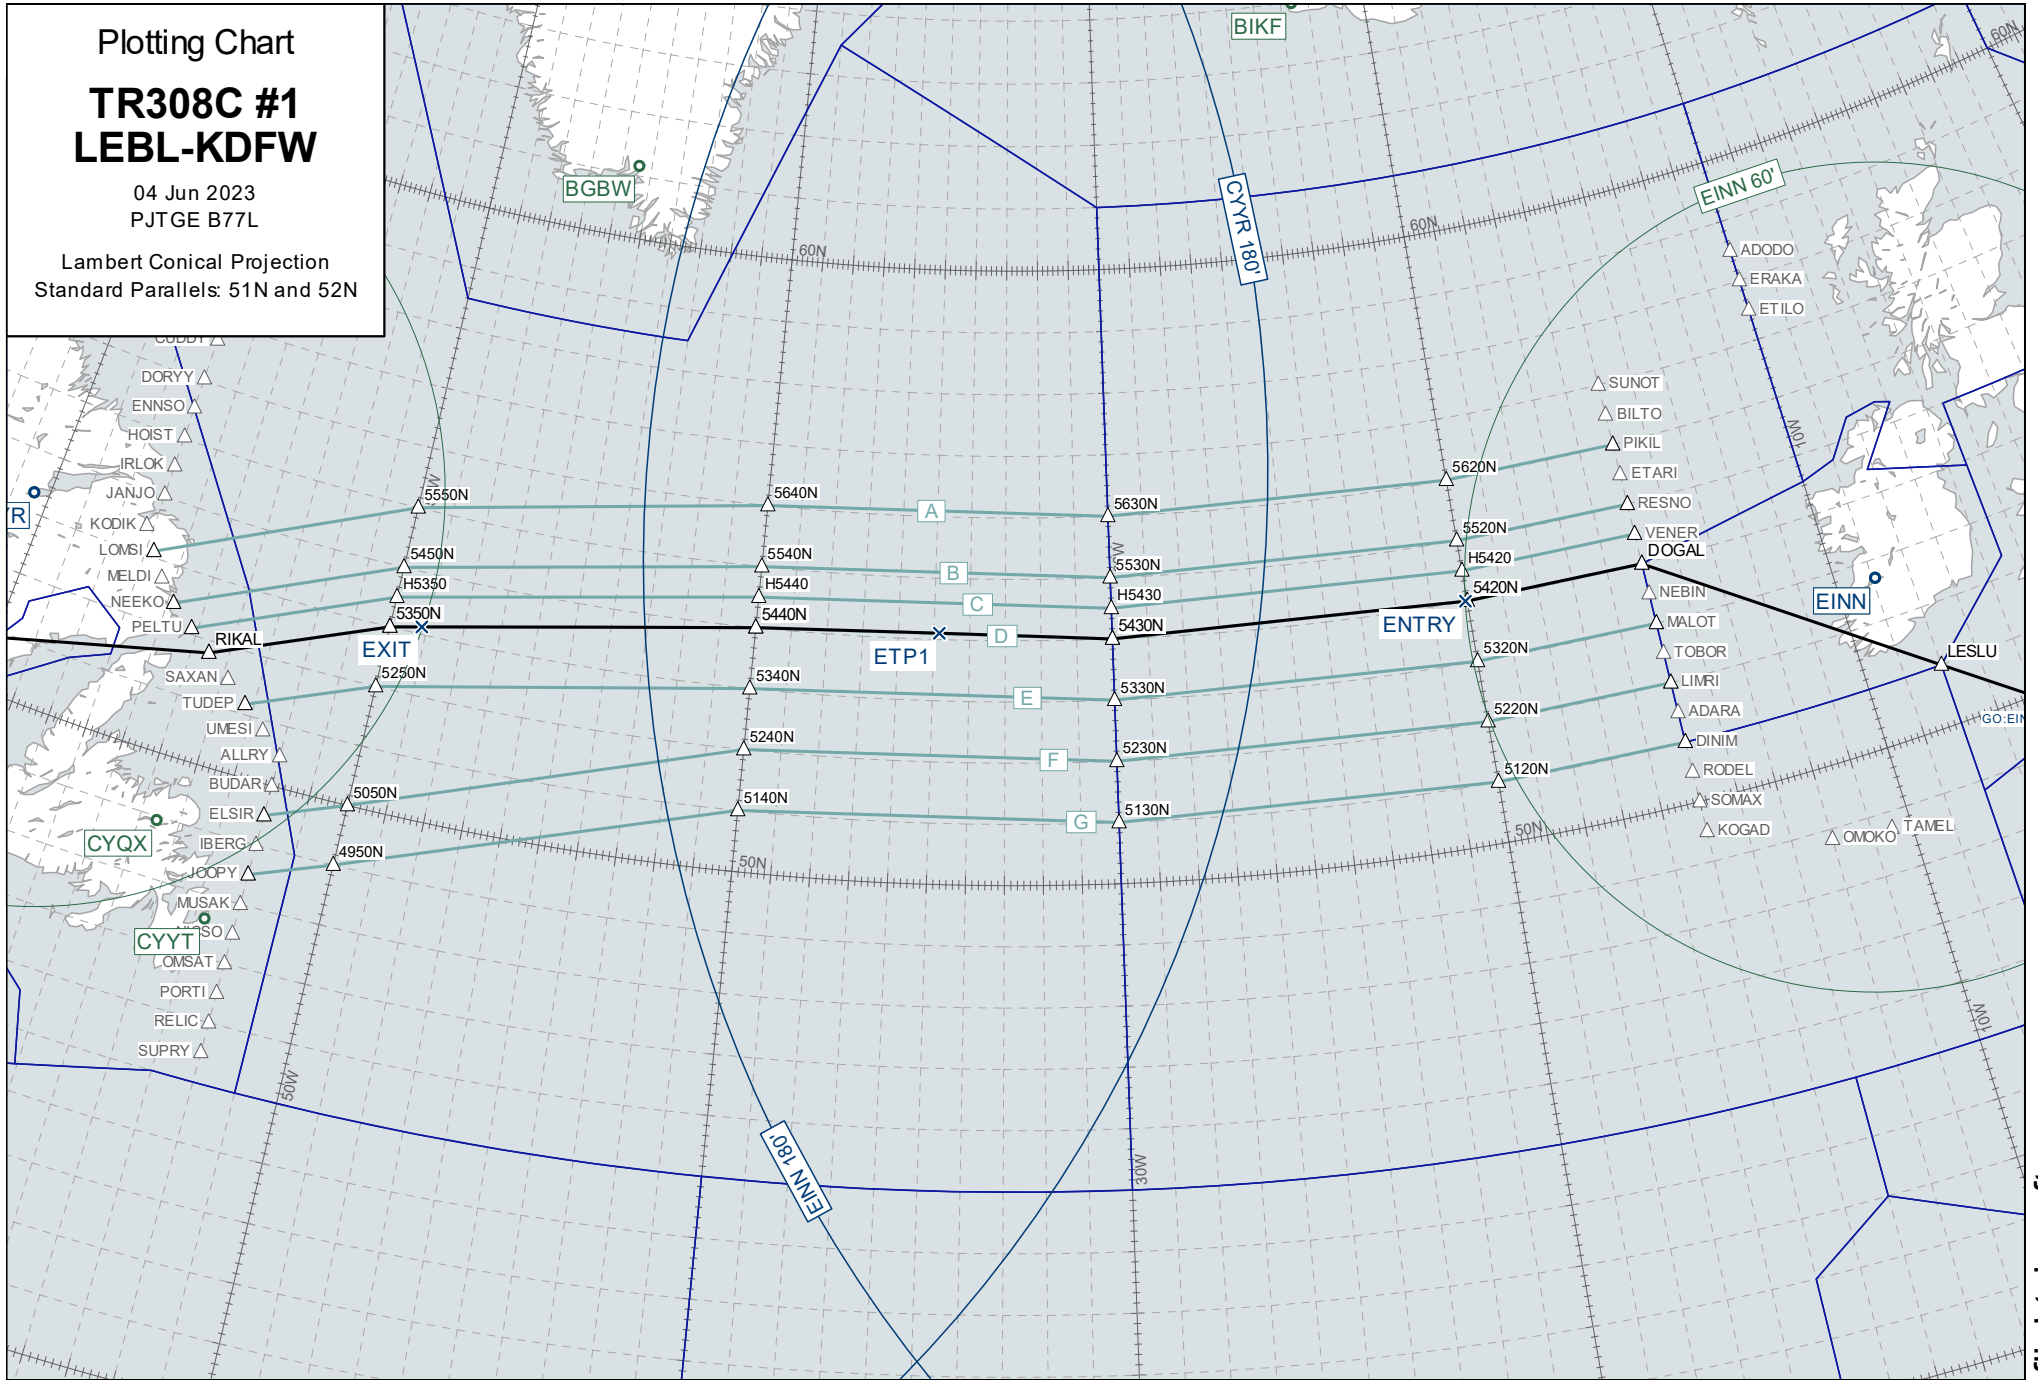 Plotting Chart
TR308C #1
LEBL-KDFW
04 Jun 2023
PJTGE B77L
Lambert Conical Projection
Standard Parallels: 51N and 52N
BIKF
BGBW
60N
60N
60N
CYYR 180'
EINN 60'
ADODO
ERAKA
ETILO
CUDDY
DORYY
ENNSO
HOIST
IRLOK
JANJO
KODIK
LOMSI
MELDI
NEEKO
PELTU
RIKAL
SAXAN
TUDEP
UMESI
ALLRY
BUDAR
ELSIR
IBERG
JOOPY
MUSAK
OMSAT
PORTI
RELIC
SUPRY
YR
CYQX
CYYT
5550N
5640N
A
5630N
5620N
5450N
5540N
B
5530N
5520N
H5350
H5440
C
H5430
H5420
5350N
5440N
D
5430N
5420N
EXIT
ETP1
ENTRY
5250N
5340N
E
5330N
5320N
5240N
F
5230N
5220N
5050N
5140N
G
5130N
5120N
4950N
50N
50N
SUNOT
BILTO
PIKIL
ETARI
RESNO
VENER
DOGAL
NEBIN
MALOT
TOBOR
LIMRI
ADARA
DINIM
RODEL
SOMAX
KOGAD
OMOKO
TAMEL
EINN
LESLU
GO:EIN
10W
10W
50W
30W
EINN 180'